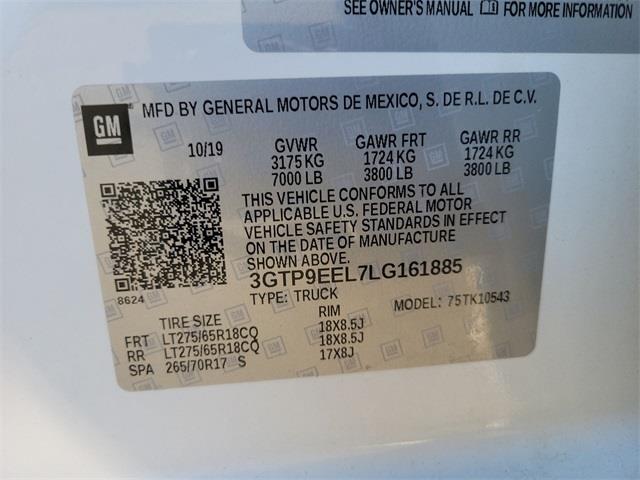 SEE OWNER'S MANUAL FOR MORE INFORMATION
GM
MFD BY GENERAL MOTORS DE MEXICO, S. DE R.L. DE C.V.
10/19 GVWR GAWR FRT GAWR RR
3175 KG 1724 KG 1724 KG
7000 LB 3800 LB 3800 LB
THIS VEHICLE CONFORMS TO ALL
APPLICABLE U.S. FEDERAL MOTOR
VEHICLE SAFETY STANDARDS IN EFFECT
ON THE DATE OF MANUFACTURE
SHOWN ABOVE.
3GTP9EEL7LG161885
8624
TYPE: TRUCK MODEL: 75TK10543
TIRE SIZE RIM
FRT LT275/65R18CQ 18X8.5J
RR LT275/65R18CQ 18X8.5J
SPA 265/70R17 S 17X8J